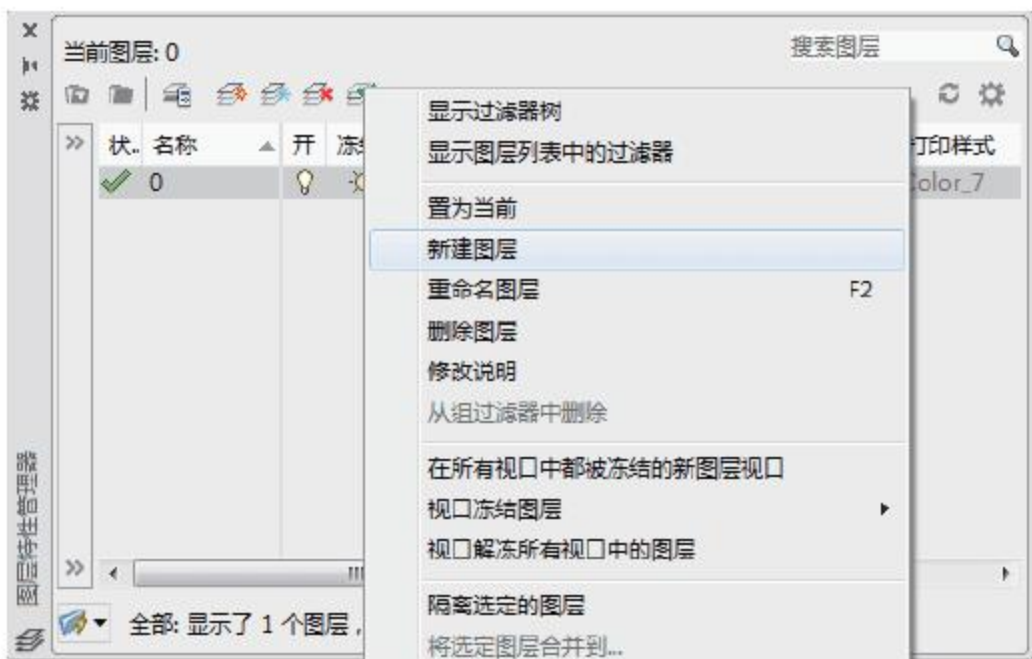 当前图层: 0
搜索图层
状.. 名称 开 冻 打印样式
0 Color_7
显示过滤器树
显示图层列表中的过滤器
置为当前
新建图层
重命名图层 F2
删除图层
修改说明
从组过滤器中删除
在所有视口中都被冻结的新图层视口
视口冻结图层
视口解冻所有视口中的图层
隔离选定的图层
将选定图层合并到...
全部: 显示了 1 个图层 ,
图层特性管理器